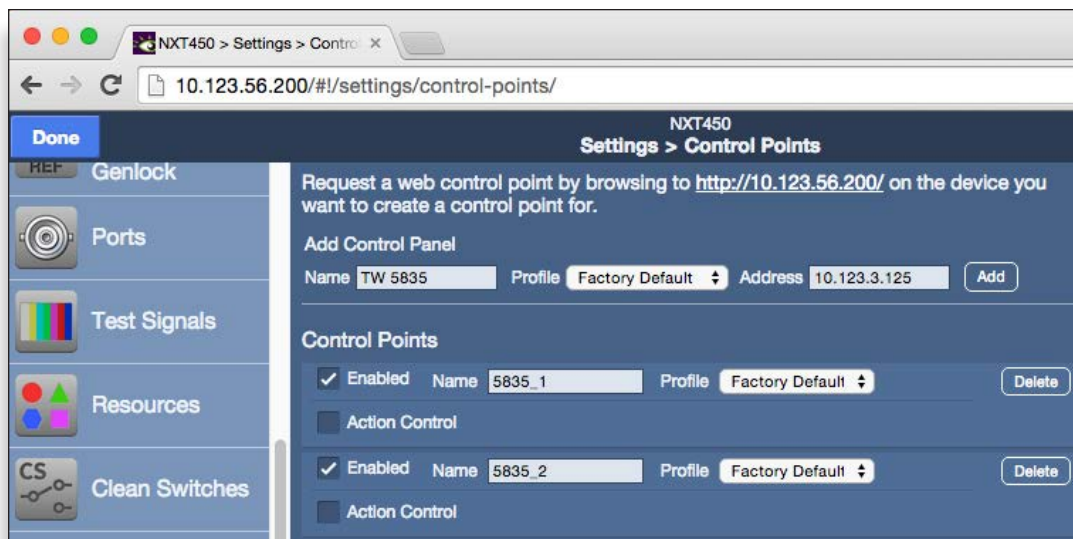 NXT450 > Settings > Contro
10.123.56.200/#!/settings/control-points/
Done
NXT450
Settings > Control Points
REF
Genlock
Ports
Test Signals
Resources
CS
Clean Switches
Request a web control point by browsing to http://10.123.56.200/ on the device you
want to create a control point for.
Add Control Panel
Name TW 5835 Profile Factory Default Address 10.123.3.125 Add
Control Points
Enabled Name 5835_1 Profile Factory Default Delete
Action Control
Enabled Name 5835_2 Profile Factory Default Delete
Action Control